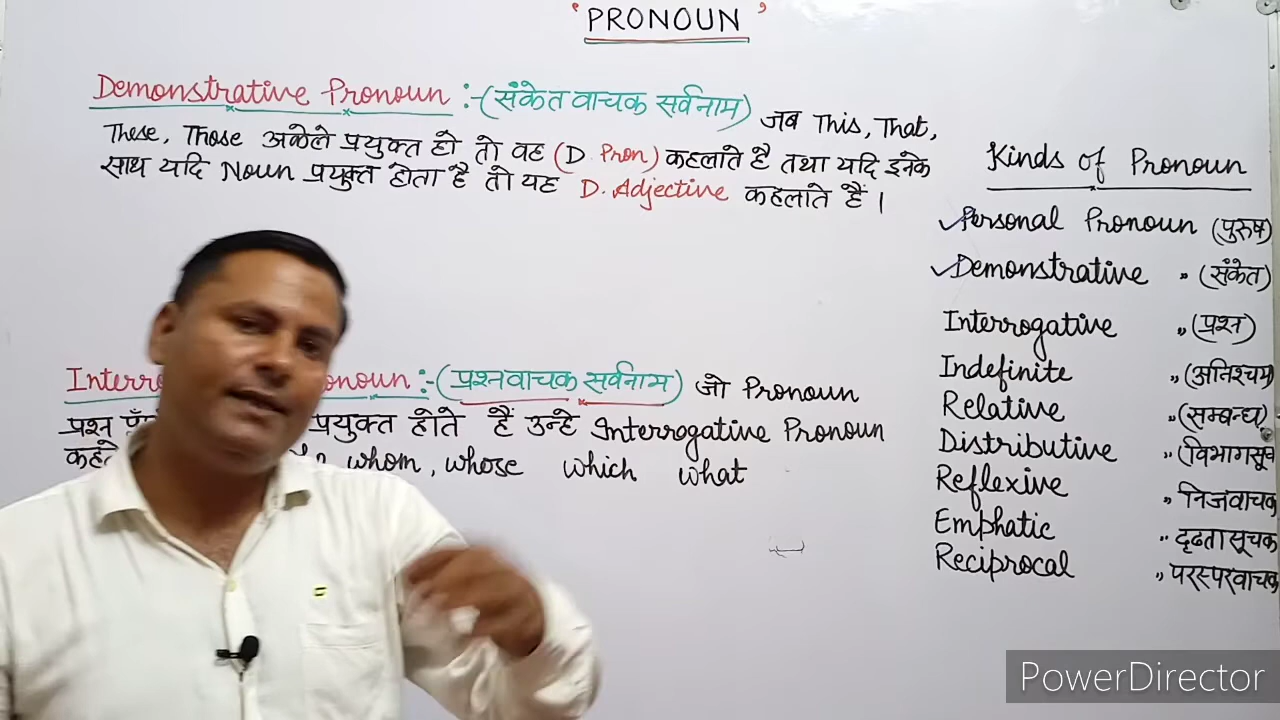 ' PRONOUN '
Demonstrative Pronoun :- (संकेत वाचक सर्वनाम) जब This, That,
These, Those अकेले प्रयुक्त हो तो वह (D. Pron) कहलाते है तथा यदि इनके
साथ यदि Noun प्रयुक्त होता है तो यह D. Adjective कहलाते हैं।
:- (प्रश्नवाचक सर्वनाम) जो Pronoun
प्रश्न प्रयुक्त होते हैं उन्हे Interrogative Pronoun
whom, whose which what
Kinds of Pronoun
✓Personal Pronoun (पुरुष)
✓Demonstrative " (संकेत)
Interrogative " (प्रश्न)
Indefinite " (अनिश्चय)
Relative " (सम्बन्ध)
Distributive " (विभागसूच
Reflexive " निजवाचक
Emphatic " दृढतासूचक
Reciprocal " परस्परवाचक
PowerDirector